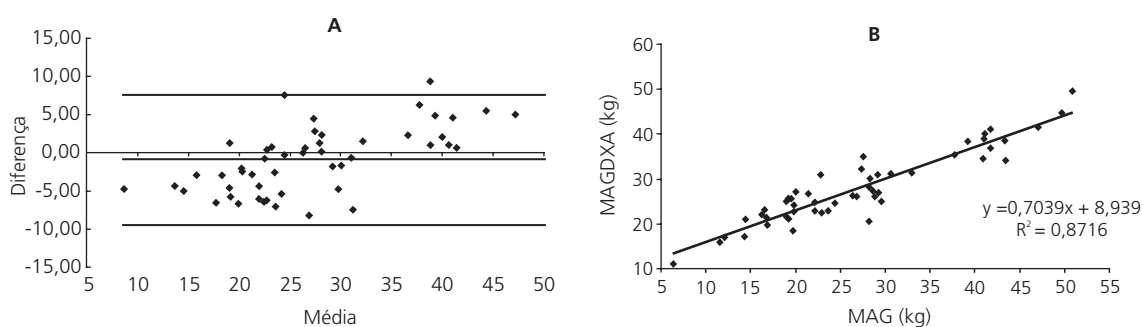 A
15,00
10,00
5,00
0,00
-5,00
-10,00
-15,00
Diferença
5 10 15 20 25 30 35 40 45 50
Média
B
60
50
40
30
20
10
MAGDXA (kg)
y =0,7039x + 8,939
R² = 0,8716
5 10 15 20 25 30 35 40 45 50 55
MAG (kg)